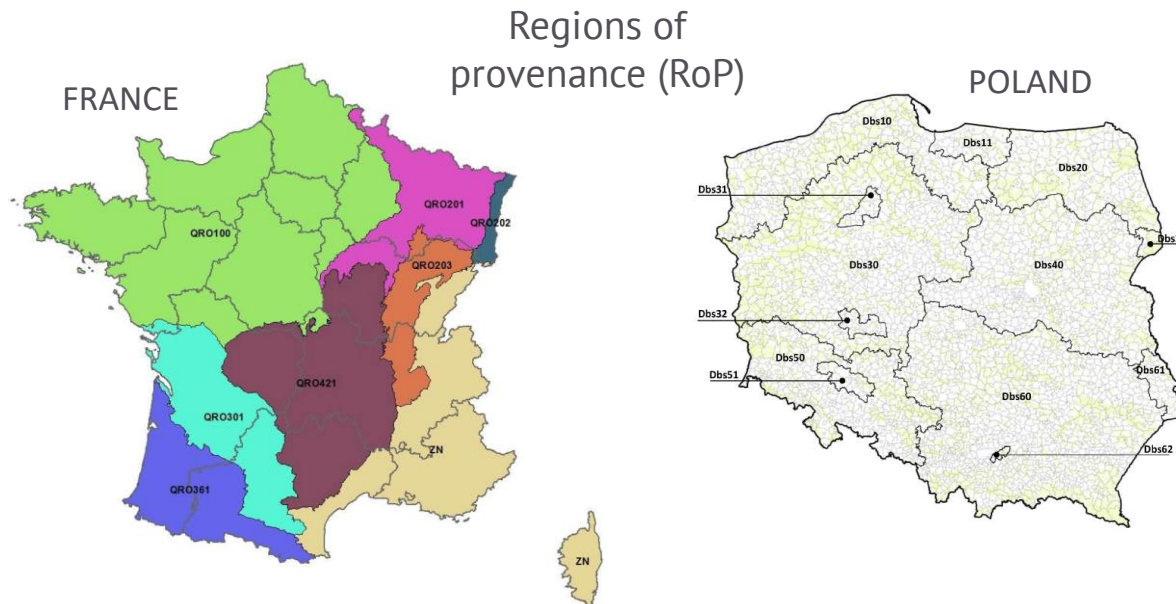 Regions of
provenance (RoP)
FRANCE
POLAND
QRO100
QRO201
QRO202
QRO203
QRO421
QRO301
QRO361
ZN
ZN
Dbs10
Dbs11
Dbs20
Dbs31
Dbs30
Dbs40
Dbs32
Dbs50
Dbs51
Dbs61
Dbs60
Dbs62